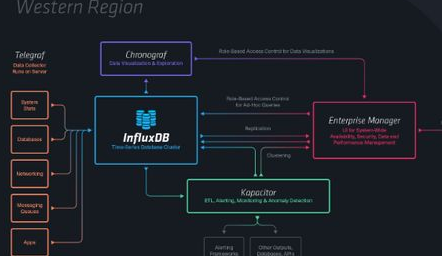 Western Region
Telegraf
Data Collector
Runs on Server
Chronograf
Data Visualization & Exploration
Role-Based Access Control for Data Visualizations
System
Stats
Databases
Networking
Messaging
Queues
Apps
InfluxDB
Time-Series Database Cluster
Role-Based Access Control
for Ad-Hoc Queries
Replication
Clustering
Enterprise Manager
UI for System-Wide
Availability, Security, Data and
Performance Management
Kapacitor
ETL, Alerting, Monitoring & Anomaly Detection
Alerting
Frameworks
Other Outputs,
Databases, APIs